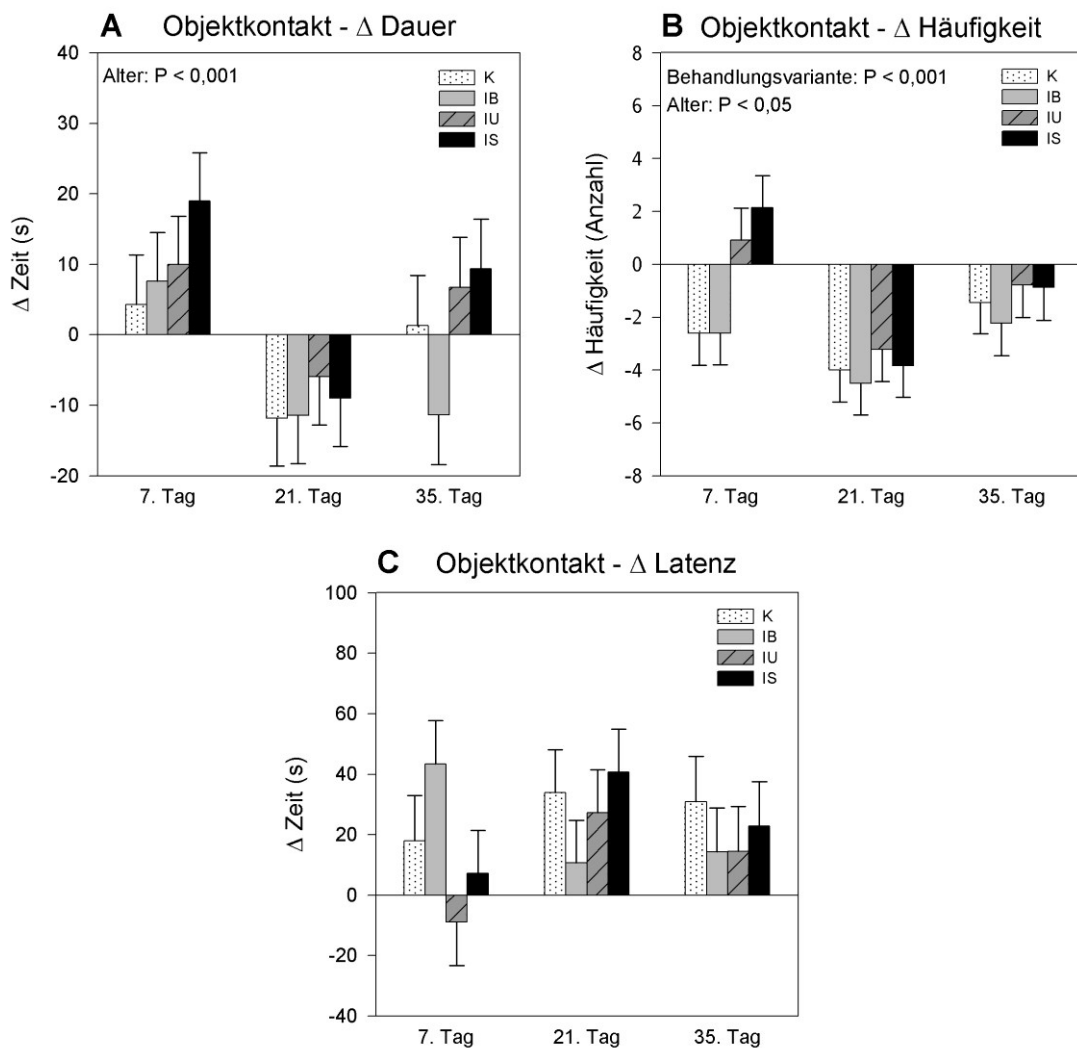 A Objektkontakt - Δ Dauer
40
30
20
10
0
-10
-20
Δ Zeit (s)
Alter: P < 0,001
K
IB
IU
IS
7. Tag 21. Tag 35. Tag
B Objektkontakt - Δ Häufigkeit
8
6
4
2
0
-2
-4
-6
-8
Δ Häufigkeit (Anzahl)
Behandlungsvariante: P < 0,001
Alter: P < 0,05
K
IB
IU
IS
7. Tag 21. Tag 35. Tag
C Objektkontakt - Δ Latenz
100
80
60
40
20
0
-20
-40
Δ Zeit (s)
K
IB
IU
IS
7. Tag 21. Tag 35. Tag